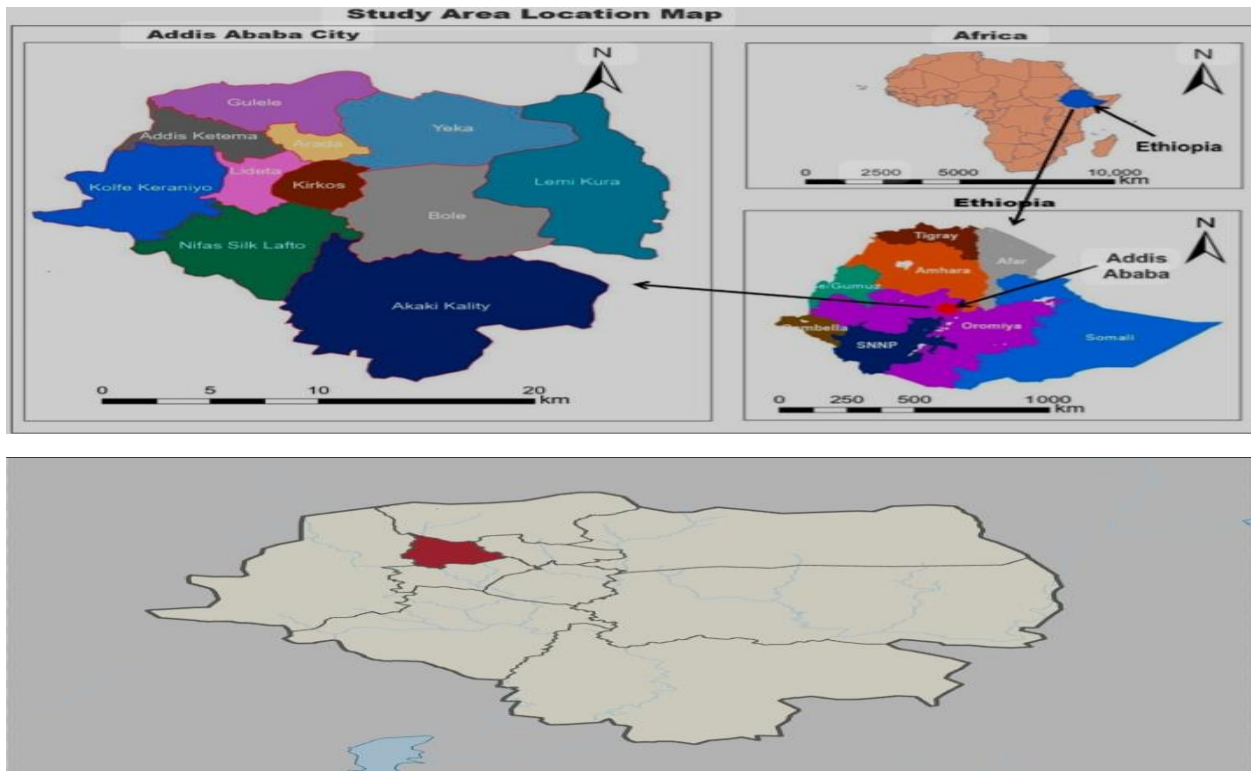 Study Area Location Map
Addis Ababa City
N
Gulele
Addis Ketema
Arada
Yeka
Kolfe Keraniyo
Lideta
Kirkos
Lemi Kura
Bole
Nifas Silk Lafto
Akaki Kality
0 5 10 20
km
Africa
N
Ethiopia
0 2500 5000 10,000
km
Ethiopia
N
Tigray
Afar
Addis
Ababa
Amhara
Gumuz
Oromiya
SNNP
Somali
0 250 500 1000
km